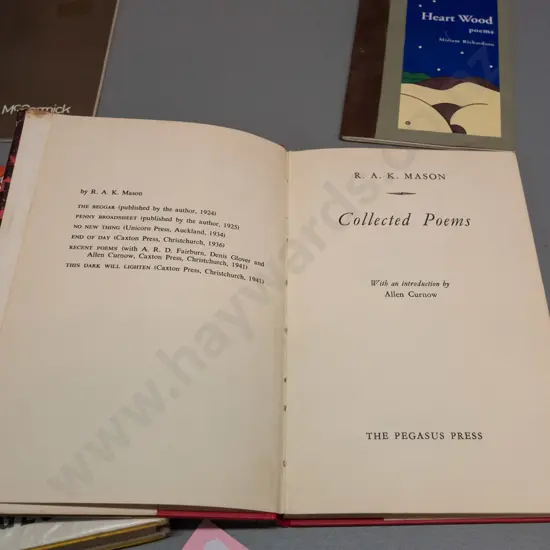 McCormick
Heart Wood
poems
by R. A. K. Mason
THE BEGGAR (published by the author, 1924)
PENNY BROADSHEET (published by the author, 1925)
NO NEW THING (Unicorn Press, Auckland, 1934)
END OF DAY (Caxton Press, Christchurch, 1936)
RECENT POEMS (with A. R. D. Fairburn, Denis Glover and
Allen Curnow, Caxton Press, Christchurch, 1941)
THIS DARK WILL LIGHTEN (Caxton Press, Christchurch, 1941)
R. A. K. MASON
Collected Poems
With an introduction by
Allen Curnow
THE PEGASUS PRESS